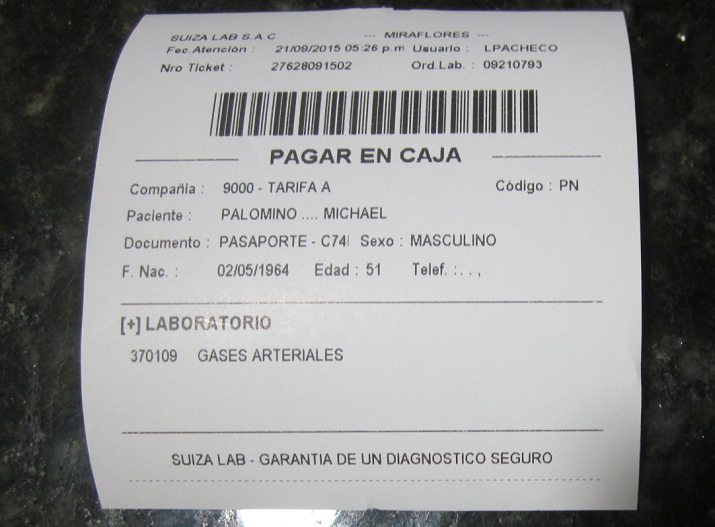 SUIZA LAB S.A.C --- MIRAFLORES ---
Fec.Atención : 21/09/2015 05:26 p.m Usuario : LPACHECO
Nro Ticket : 27628091502 Ord.Lab. : 09210793
PAGAR EN CAJA
Compañia : 9000 - TARIFA A Código : PN
Paciente : PALOMINO .... MICHAEL
Documento : PASAPORTE - C74 Sexo : MASCULINO
F. Nac. : 02/05/1964 Edad : 51 Telef. : . . ,
[+] LABORATORIO
370109 GASES ARTERIALES
SUIZA LAB - GARANTIA DE UN DIAGNOSTICO SEGURO